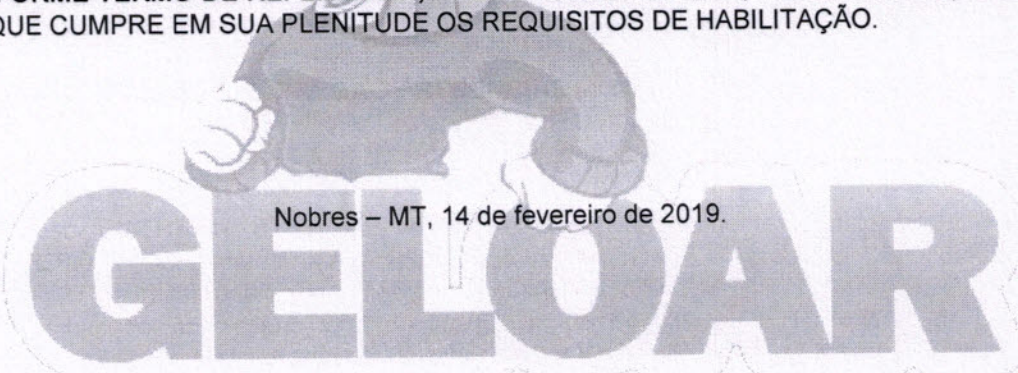 QUE CUMPRE EM SUA PLENITUDE OS REQUISITOS DE HABILITAÇÃO.
Nobres – MT, 14 de fevereiro de 2019.
GELOAR